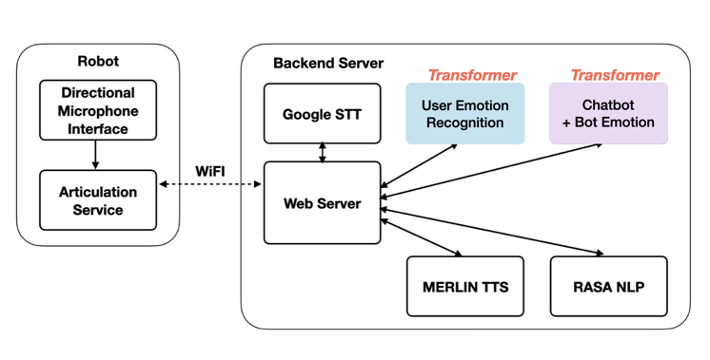 Robot
Directional
Microphone
Interface
Articulation
Service
WiFI
Backend Server
Google STT
Web Server
Transformer
User Emotion
Recognition
Transformer
Chatbot
+ Bot Emotion
MERLIN TTS
RASA NLP